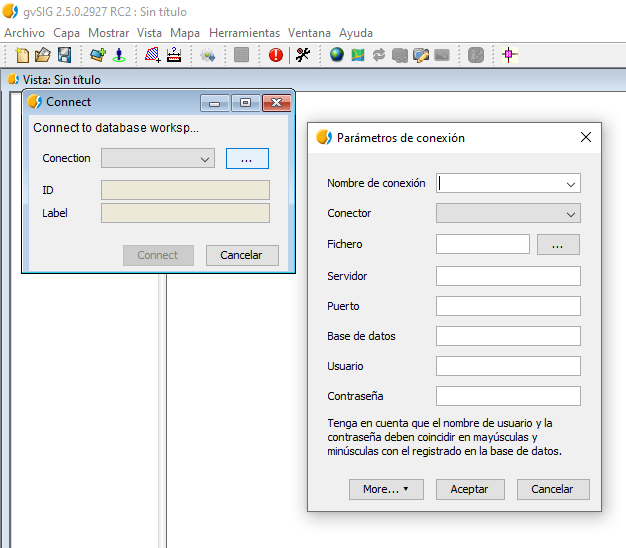 gvSIG 2.5.0.2927 RC2 : Sin título
Archivo Capa Mostrar Vista Mapa Herramientas Ventana Ayuda
Vista: Sin título
Connect
Connect to database worksp...
Conection
...
ID
Label
Connect
Cancelar
Parámetros de conexión
Nombre de conexión
Conector
Fichero
...
Servidor
Puerto
Base de datos
Usuario
Contraseña
Tenga en cuenta que el nombre de usuario y la
contraseña deben coincidir en mayúsculas y
minúsculas con el registrado en la base de datos.
More...
Aceptar
Cancelar